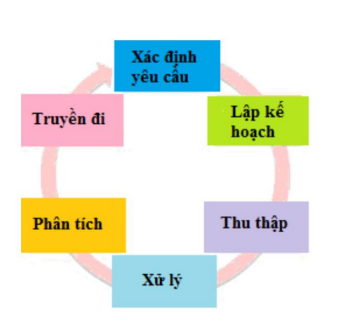 Xác định
yêu cầu
Lập kế
hoạch
Thu thập
Xử lý
Phân tích
Truyền đi